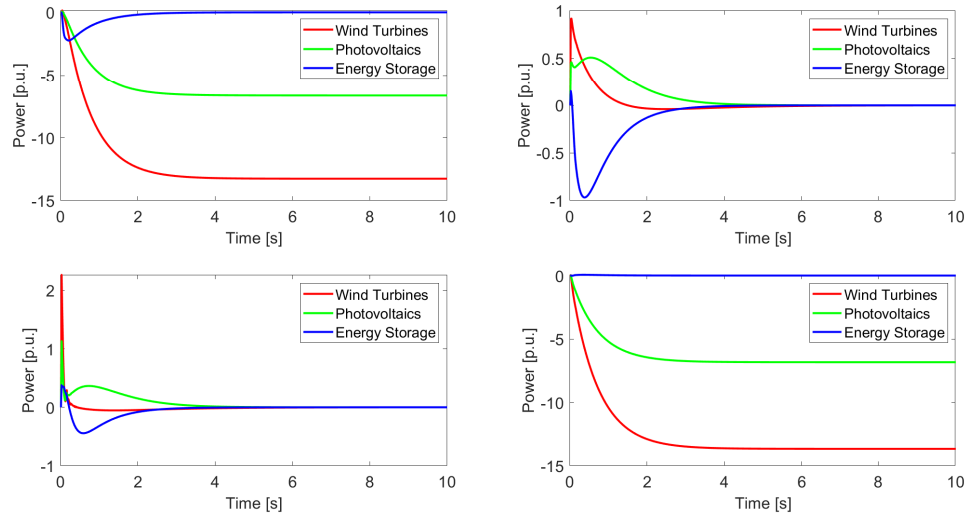 Power [p.u.]
0
-5
-10
-15
0
2
4
6
8
10
Time [s]
Wind Turbines
Photovoltaics
Energy Storage
Power [p.u.]
1
0.5
0
-0.5
-1
0
2
4
6
8
10
Time [s]
Wind Turbines
Photovoltaics
Energy Storage
Power [p.u.]
2
1
0
-1
0
2
4
6
8
10
Time [s]
Wind Turbines
Photovoltaics
Energy Storage
Power [p.u.]
0
-5
-10
-15
0
2
4
6
8
10
Time [s]
Wind Turbines
Photovoltaics
Energy Storage